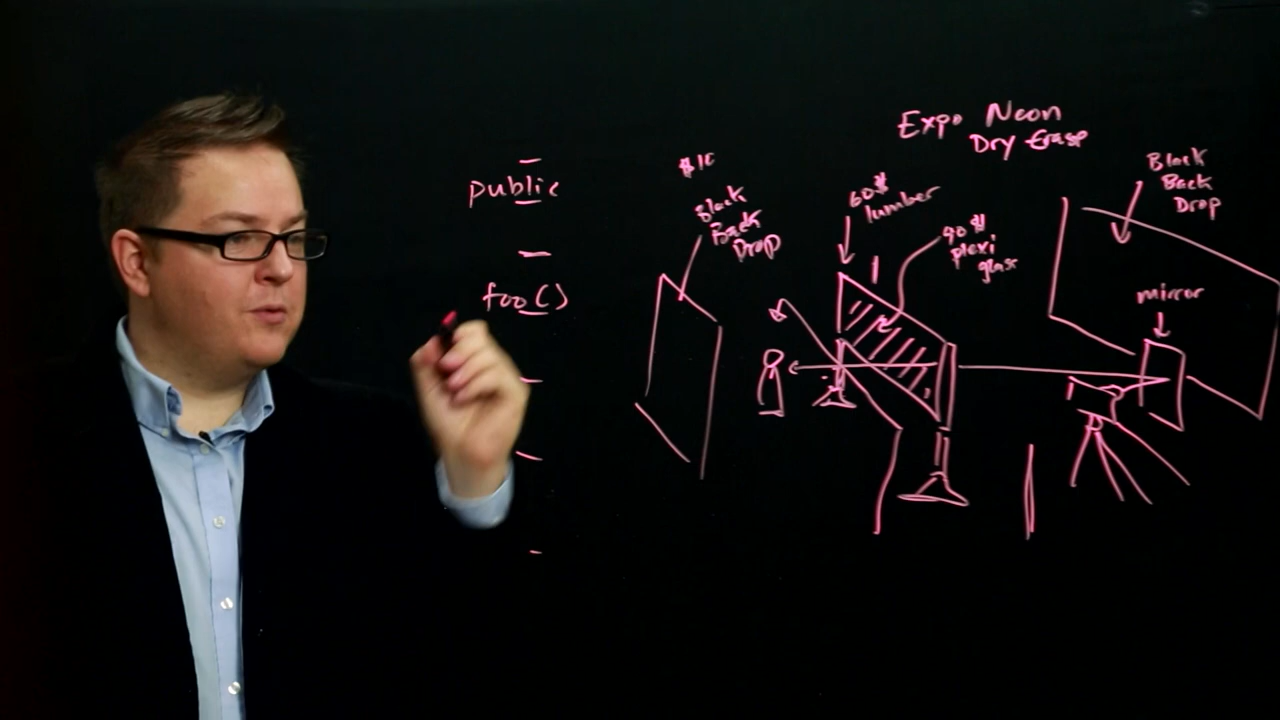 public
foo()
$10
Black
Back
Drop
60$
lumber
Expo Neon
Dry Erase
90$
plexi
glass
Black
Back
Drop
mirror